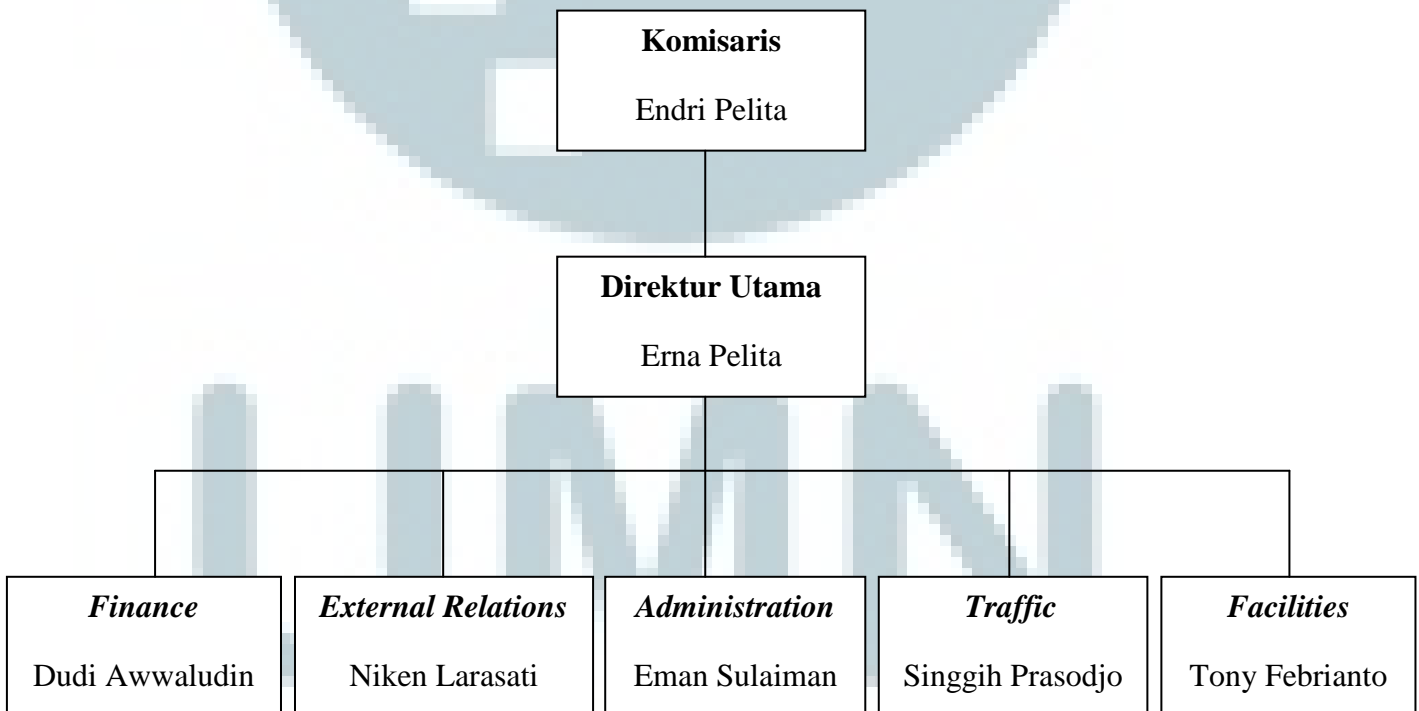 Komisaris
Endri Pelita
Direktur Utama
Erna Pelita
Finance
Dudi Awwaludin
External Relations
Niken Larasati
Administration
Eman Sulaiman
Traffic
Singgih Prasodjo
Facilities
Tony Febrianto
UMN